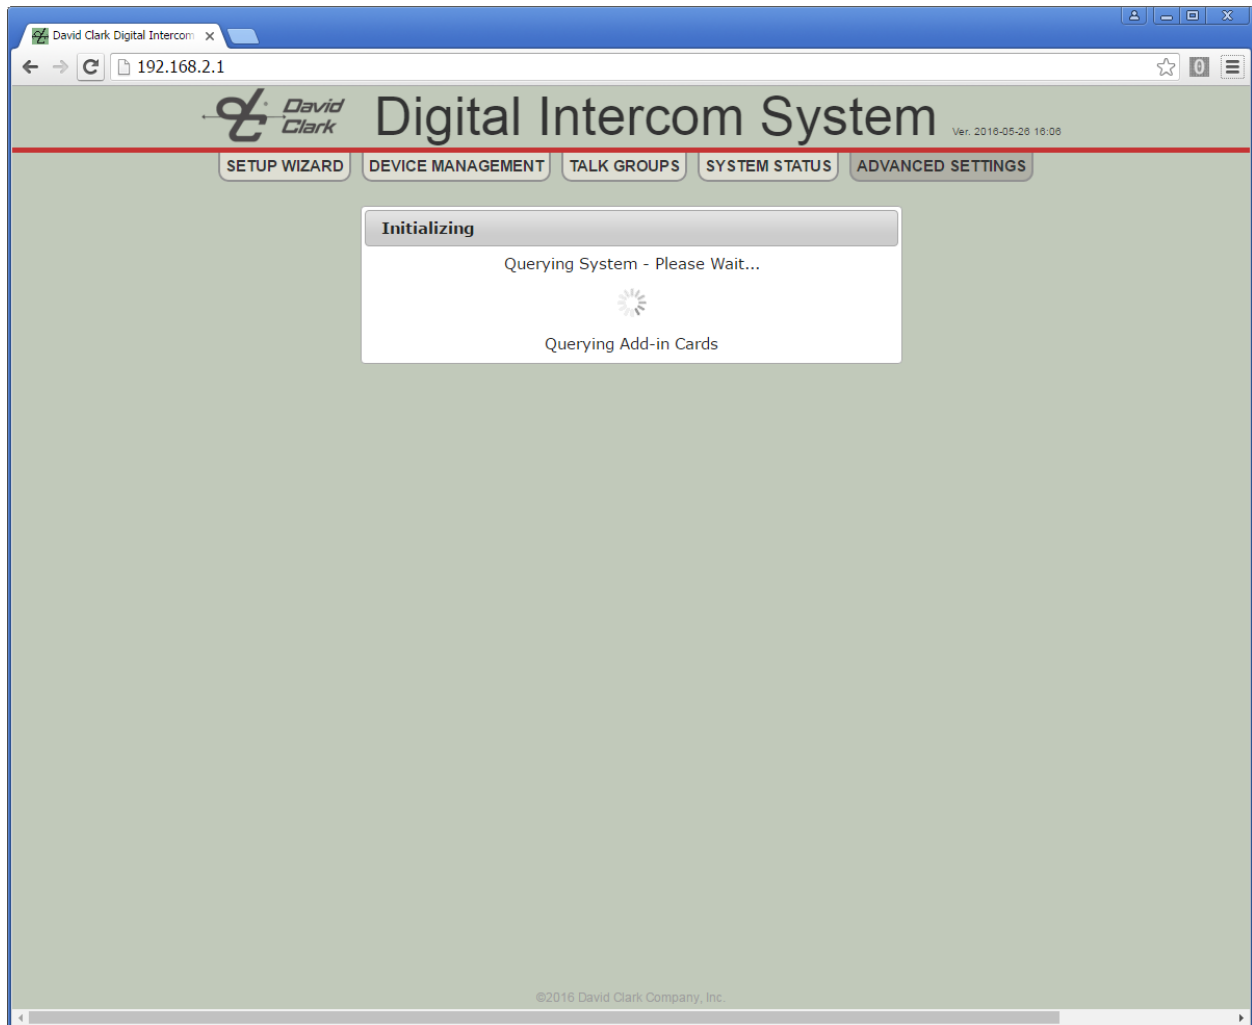 David Clark Digital Intercom
192.168.2.1
David Clark
Digital Intercom System
Ver. 2016-05-26 16:06
SETUP WIZARD
DEVICE MANAGEMENT
TALK GROUPS
SYSTEM STATUS
ADVANCED SETTINGS
Initializing
Querying System - Please Wait...
Querying Add-in Cards
©2016 David Clark Company, Inc.